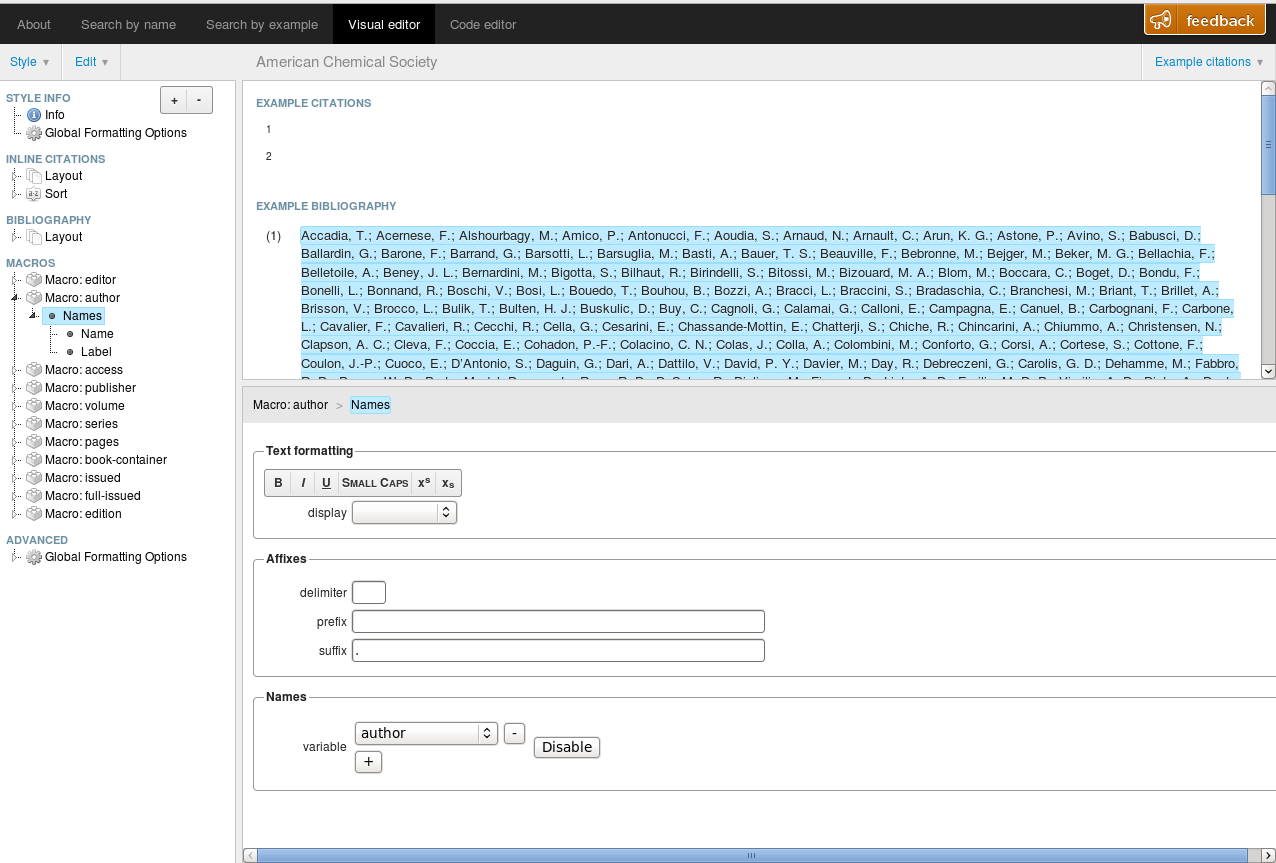 About Search by name Search by example Visual editor Code editor feedback
Style ▼ Edit ▼ American Chemical Society Example citations ▼
STYLE INFO + -
Info
Global Formatting Options
INLINE CITATIONS
Layout
Sort
BIBLIOGRAPHY
Layout
MACROS
Macro: editor
Macro: author
Names
Name
Label
Macro: access
Macro: publisher
Macro: volume
Macro: series
Macro: pages
Macro: book-container
Macro: issued
Macro: full-issued
Macro: edition
ADVANCED
Global Formatting Options
EXAMPLE CITATIONS
1
2
EXAMPLE BIBLIOGRAPHY
(1) Accadia, T.; Acernese, F.; Alshourbagy, M.; Amico, P.; Antonucci, F.; Aoudia, S.; Arnaud, N.; Arnault, C.; Arun, K. G.; Astone, P.; Avino, S.; Babusci, D.;
Ballardin, G.; Barone, F.; Barrand, G.; Barsotti, L.; Barsuglia, M.; Basti, A.; Bauer, T. S.; Beauville, F.; Bebronne, M.; Bejger, M.; Beker, M. G.; Bellachia, F.;
Belletoile, A.; Beney, J. L.; Bernardini, M.; Bigotta, S.; Bilhaut, R.; Birindelli, S.; Bitossi, M.; Bizouard, M. A.; Blom, M.; Boccara, C.; Boget, D.; Bondu, F.;
Bonelli, L.; Bonnand, R.; Boschi, V.; Bosi, L.; Bouedo, T.; Bouhou, B.; Bozzi, A.; Bracci, L.; Braccini, S.; Bradaschia, C.; Branchesi, M.; Briant, T.; Brillet, A.;
Brisson, V.; Brocco, L.; Bulik, T.; Bulten, H. J.; Buskulic, D.; Buy, C.; Cagnoli, G.; Calamai, G.; Calloni, E.; Campagna, E.; Canuel, B.; Carbognani, F.; Carbone,
L.; Cavalier, F.; Cavalieri, R.; Cecchi, R.; Cella, G.; Cesarini, E.; Chassande-Mottin, E.; Chatterji, S.; Chiche, R.; Chincarini, A.; Chiummo, A.; Christensen, N.;
Clapson, A. C.; Cleva, F.; Coccia, E.; Cohadon, P.-F.; Colacino, C. N.; Colas, J.; Colla, A.; Colombini, M.; Conforto, G.; Corsi, A.; Cortese, S.; Cottone, F.;
Coulon, J.-P.; Cuoco, E.; D'Antonio, S.; Daguin, G.; Dari, A.; Dattilo, V.; David, P. Y.; Davier, M.; Day, R.; Debreczeni, G.; Carolis, G. D.; Dehamme, M.; Fabbro,
Macro: author > Names
Text formatting
B I U SMALL CAPS xs xs
display
Affixes
delimiter
prefix
suffix .
Names
variable author - Disable
+